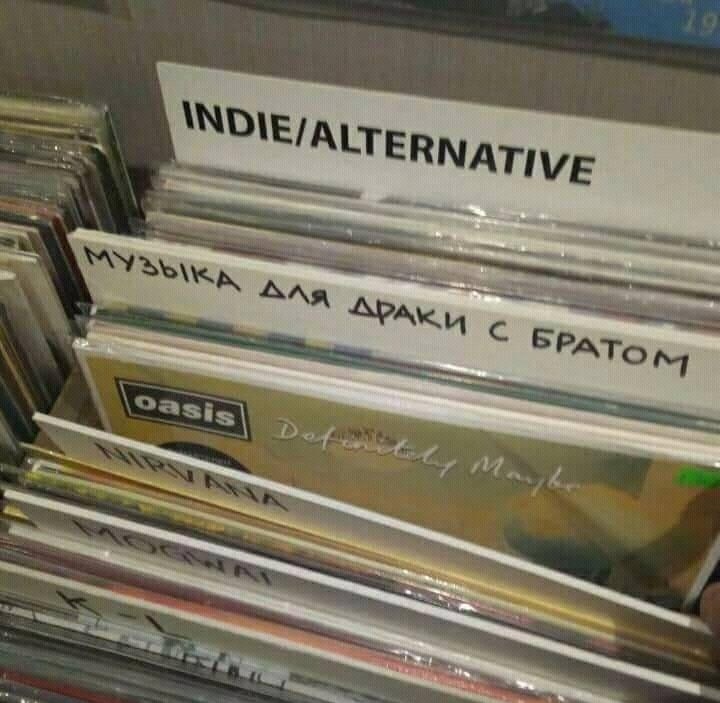 INDIE/ALTERNATIVE
МУЗЫКА ДЛЯ ДРАКИ С БРАТОМ
oasis
Definitely Maybe
NIRVANA
MOGWAI